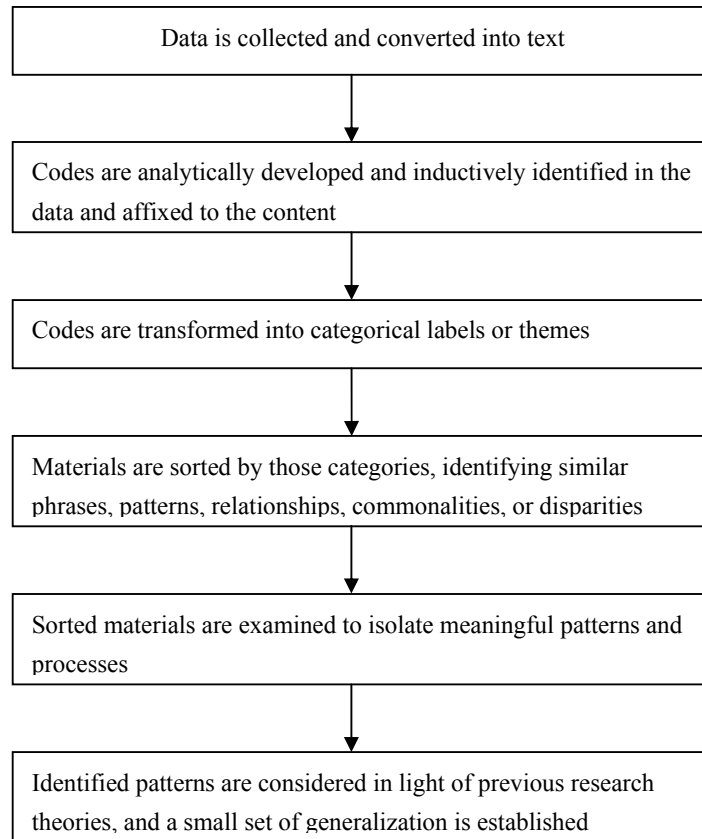 Data is collected and converted into text
Codes are analytically developed and inductively identified in the
data and affixed to the content
Codes are transformed into categorical labels or themes
Materials are sorted by those categories, identifying similar
phrases, patterns, relationships, commonalities, or disparities
Sorted materials are examined to isolate meaningful patterns and
processes
Identified patterns are considered in light of previous research
theories, and a small set of generalization is established